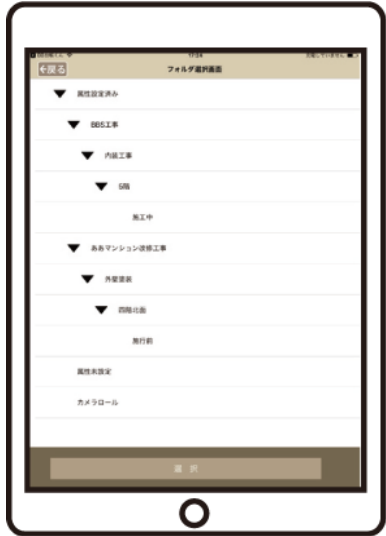 17:04
←戻る
フォルダ選択画面
属性設定済み
BBS工事
内装工事
5階
施工中
ああマンション改修工事
外壁塗装
四階北面
施行前
属性未設定
カメラロール
選 択